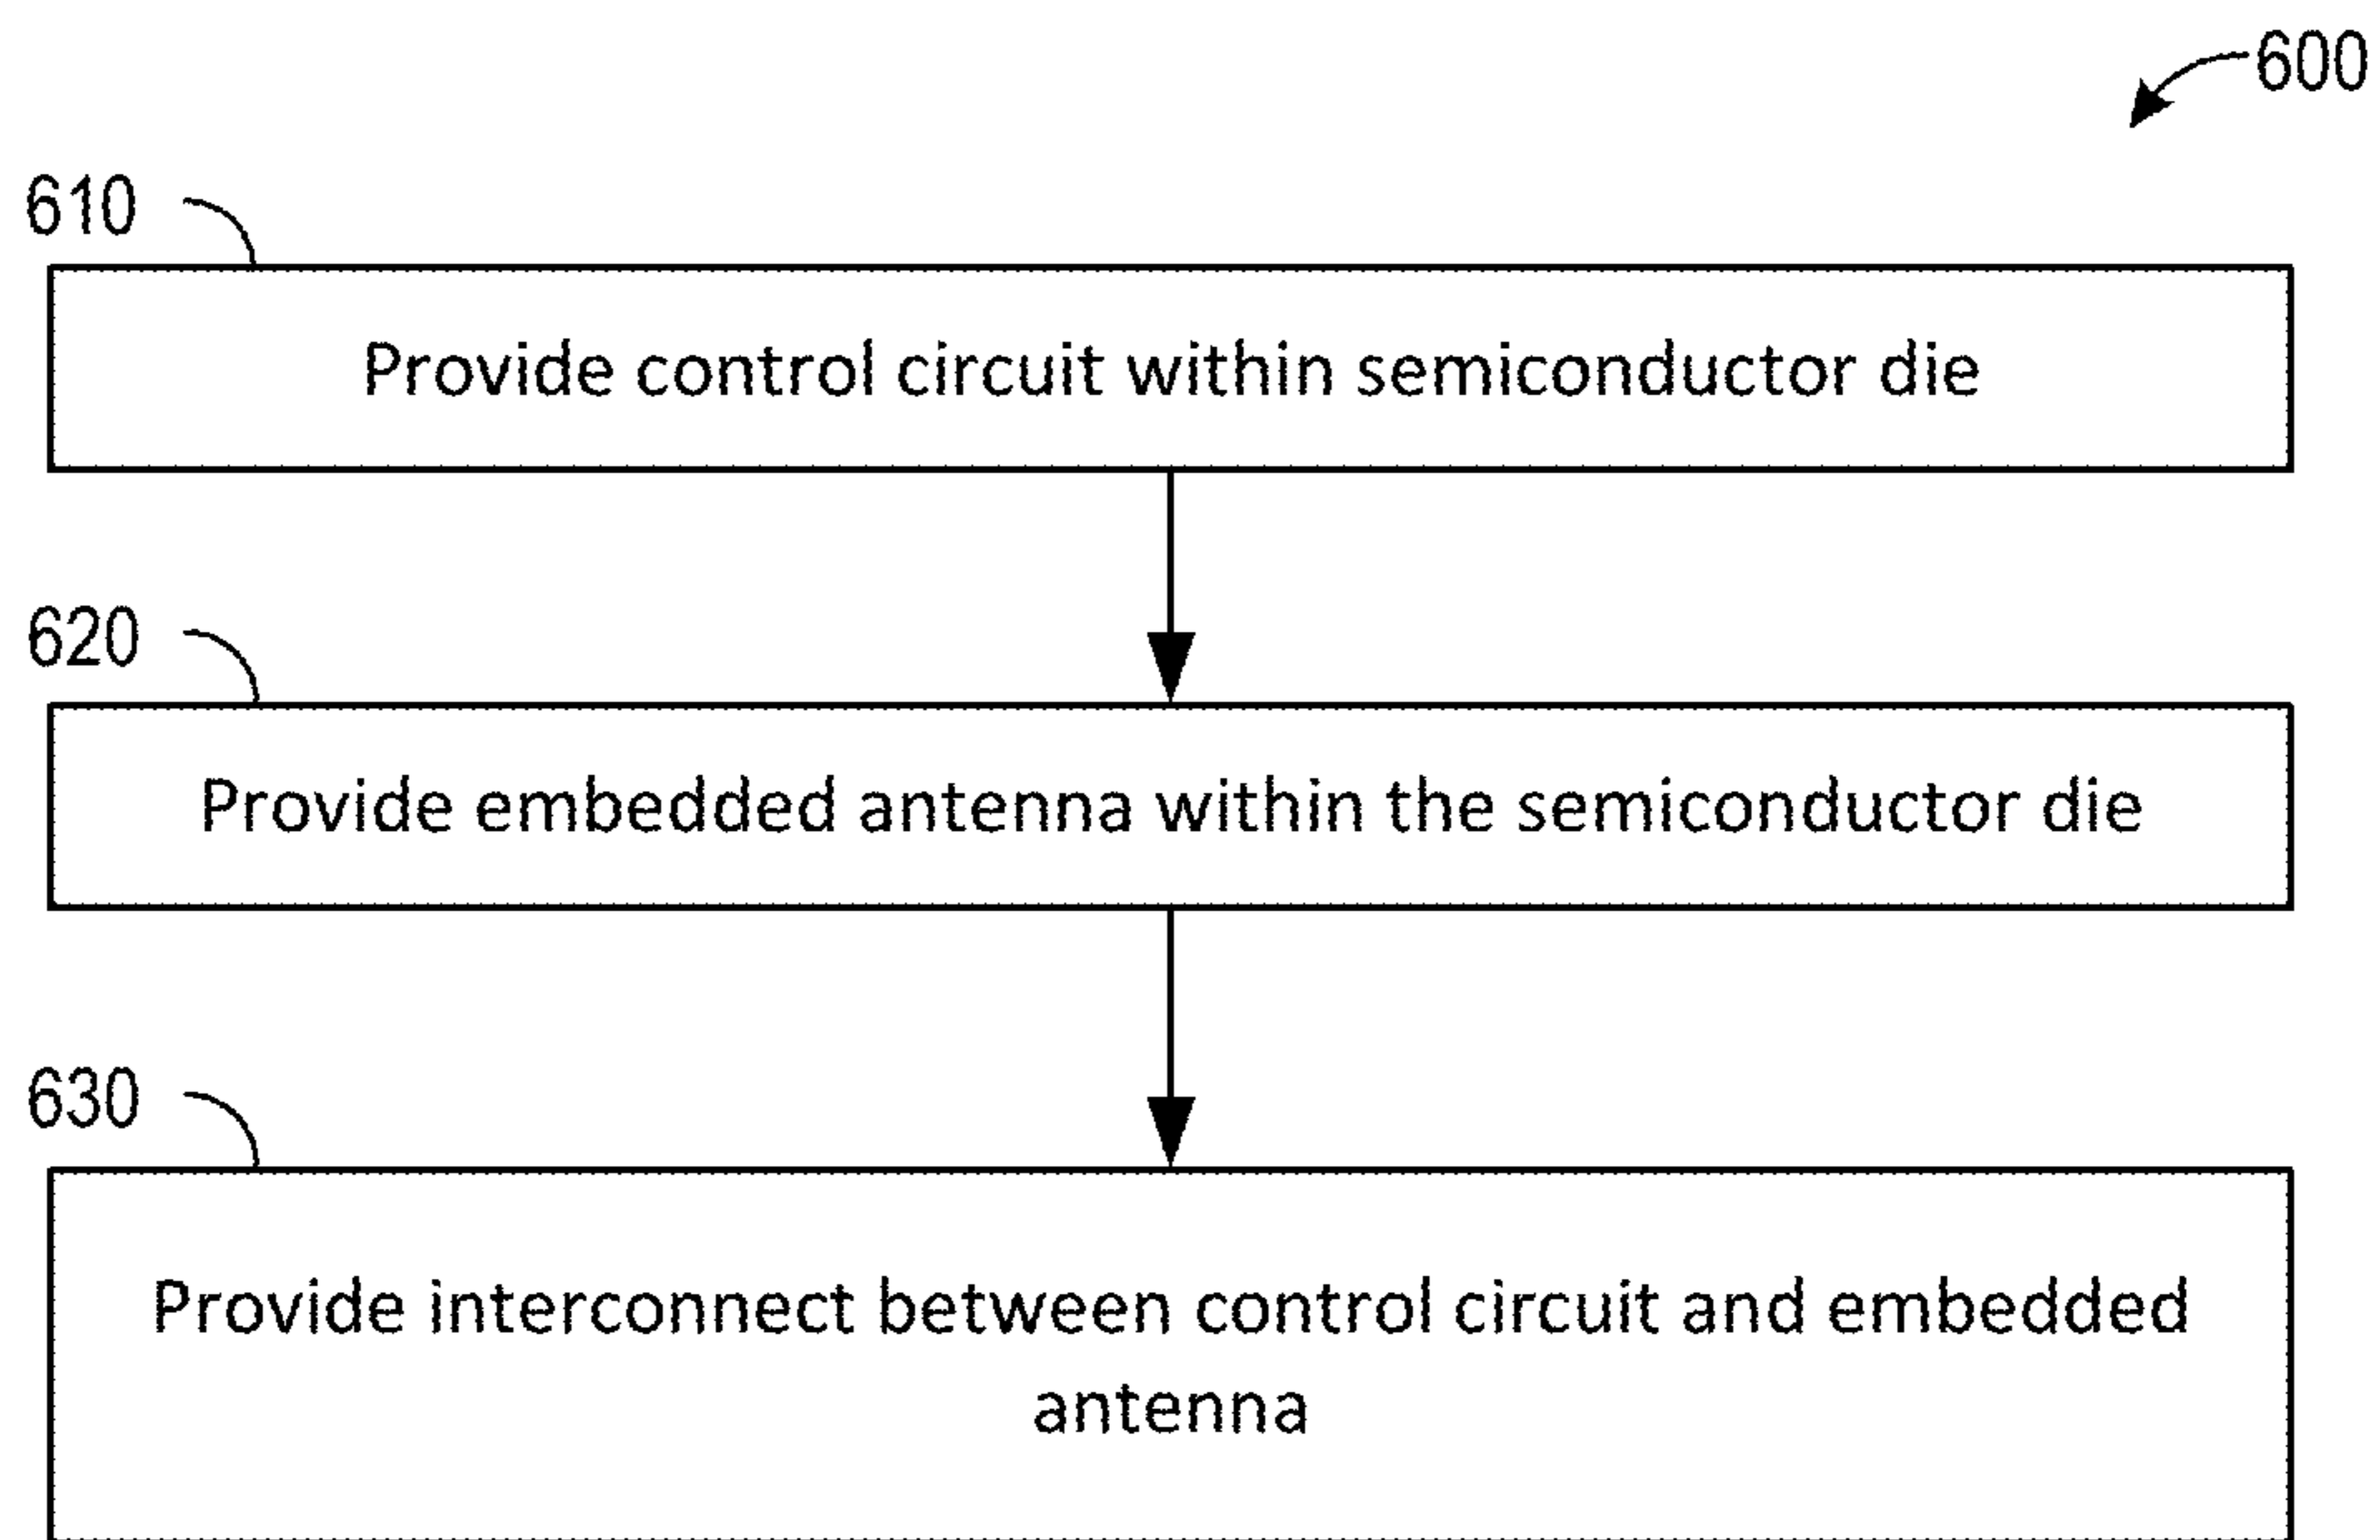 600
610
Provide control circuit within semiconductor die
620
Provide embedded antenna within the semiconductor die
630
Provide interconnect between control circuit and embedded
antenna